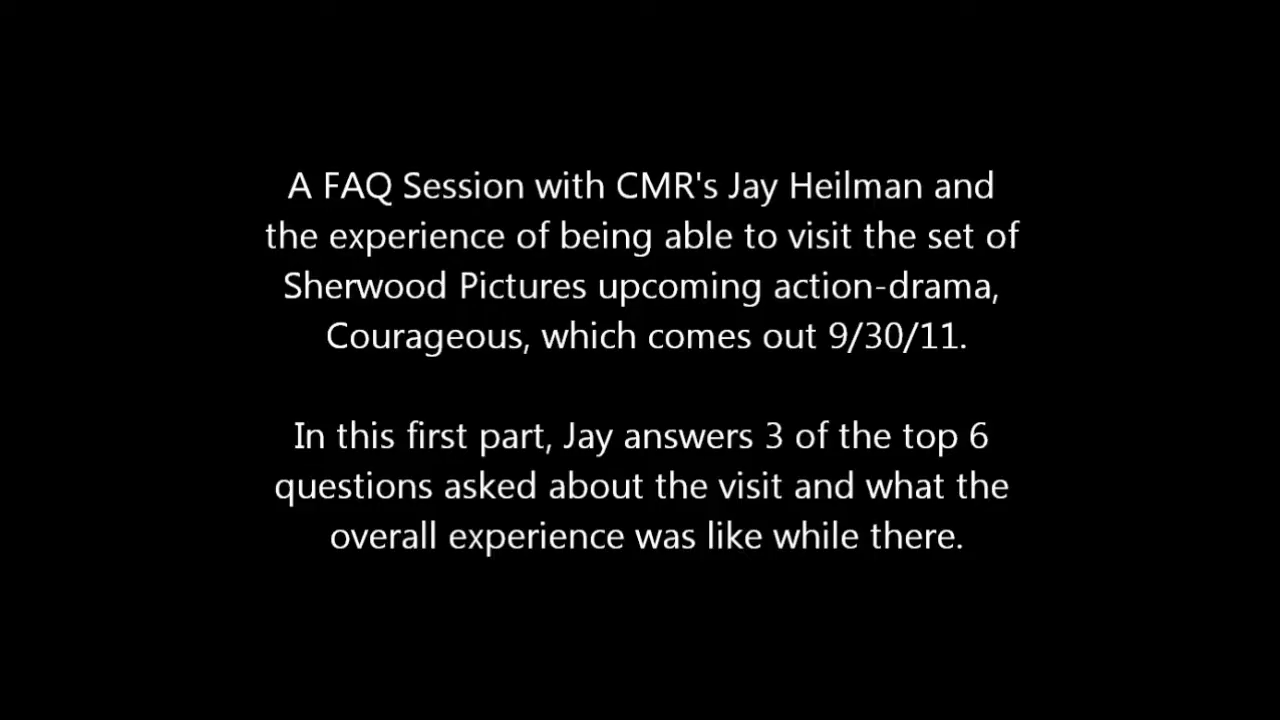 A FAQ Session with CMR's Jay Heilman and
the experience of being able to visit the set of
Sherwood Pictures upcoming action-drama,
Courageous, which comes out 9/30/11.
In this first part, Jay answers 3 of the top 6
questions asked about the visit and what the
overall experience was like while there.